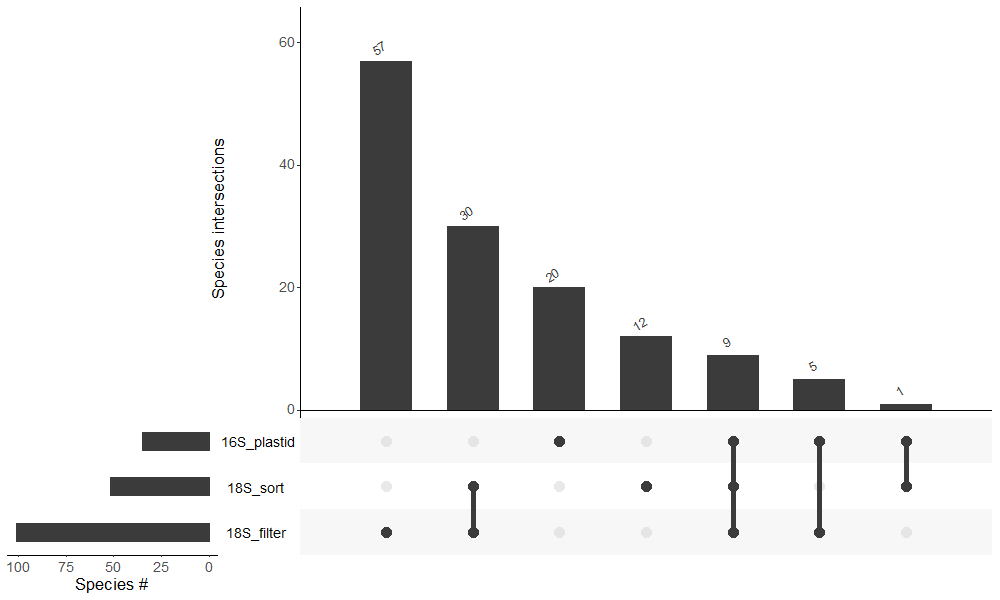 60
40
20
0
Species intersections
57
30
20
12
9
5
1
16S_plastid
18S_sort
18S_filter
100 75 50 25 0
Species #